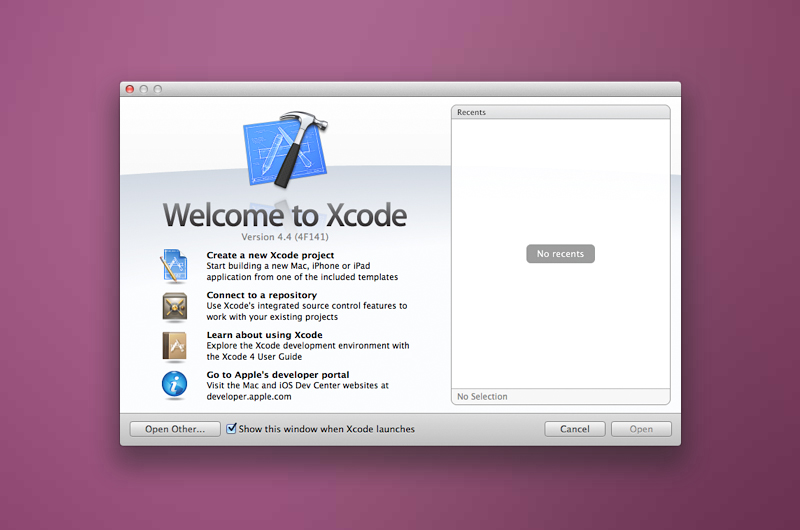 Welcome to Xcode
Version 4.4 (4F141)
Create a new Xcode project
Start building a new Mac, iPhone or iPad
application from one of the included templates
Connect to a repository
Use Xcode's integrated source control features to
work with your existing projects
Learn about using Xcode
Explore the Xcode development environment with
the Xcode 4 User Guide
Go to Apple's developer portal
Visit the Mac and iOS Dev Center websites at
developer.apple.com
Recents
No recents
No Selection
Open Other...
Show this window when Xcode launches
Cancel
Open